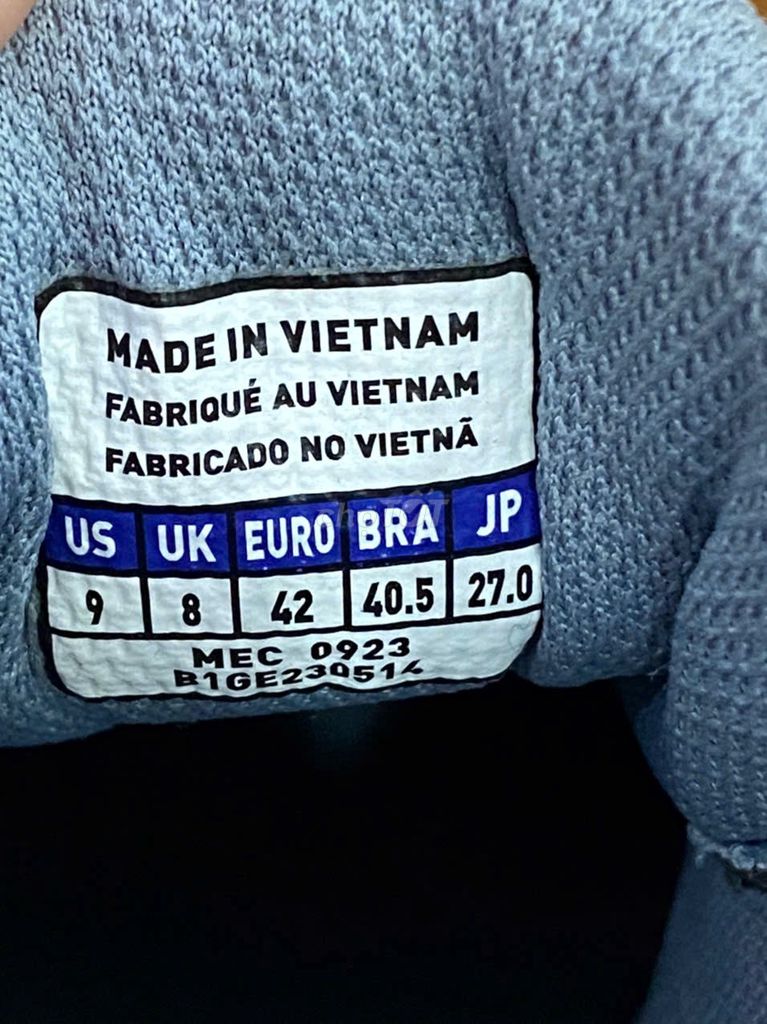 MADE IN VIETNAM
FABRIQUÉ AU VIETNAM
FABRICADO NO VIETNÃ
US UK EURO BRA JP
9 8 42 40.5 27.0
MEC 0923
B1GE230514